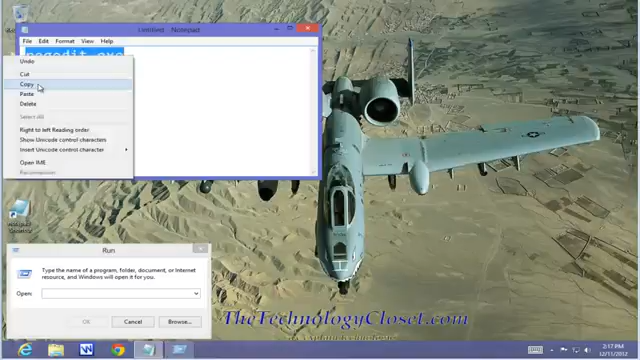 Untitled - Notepad
File Edit Format View Help
Undo
Cut
Copy
Paste
Delete
Select All
Right to left Reading order
Show Unicode control characters
Insert Unicode control character
Open IME
Reconversion
Run
Type the name of a program, folder, document, or Internet
resource, and Windows will open it for you.
Open:
OK Cancel Browse...
TheTechnologyCloset.com
2:17 PM
12/11/2012